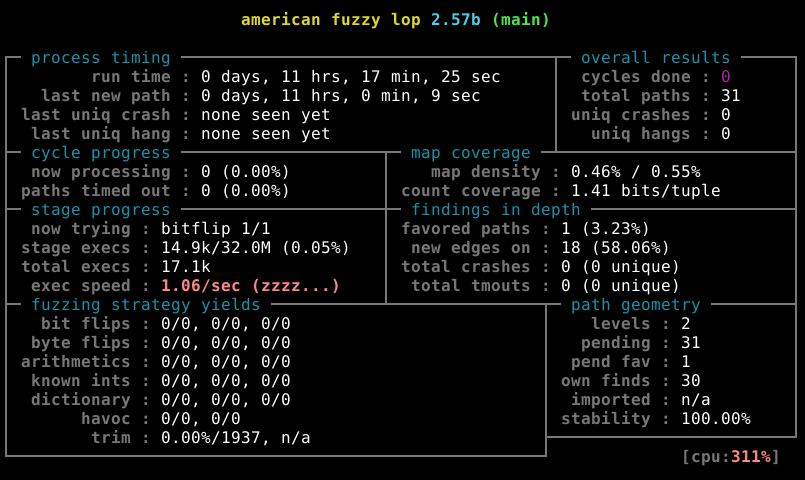 american fuzzy lop 2.57b (main)
process timing overall results
run time : 0 days, 11 hrs, 17 min, 25 sec cycles done : 0
last new path : 0 days, 11 hrs, 0 min, 9 sec total paths : 31
last uniq crash : none seen yet uniq crashes : 0
last uniq hang : none seen yet uniq hangs : 0
cycle progress map coverage
now processing : 0 (0.00%) map density : 0.46% / 0.55%
paths timed out : 0 (0.00%) count coverage : 1.41 bits/tuple
stage progress findings in depth
now trying : bitflip 1/1 favored paths : 1 (3.23%)
stage execs : 14.9k/32.0M (0.05%) new edges on : 18 (58.06%)
total execs : 17.1k total crashes : 0 (0 unique)
exec speed : 1.06/sec (zzzz...) total tmouts : 0 (0 unique)
fuzzing strategy yields path geometry
bit flips : 0/0, 0/0, 0/0 levels : 2
byte flips : 0/0, 0/0, 0/0 pending : 31
arithmetics : 0/0, 0/0, 0/0 pend fav : 1
known ints : 0/0, 0/0, 0/0 own finds : 30
dictionary : 0/0, 0/0, 0/0 imported : n/a
havoc : 0/0, 0/0 stability : 100.00%
trim : 0.00%/1937, n/a
[cpu:311%]